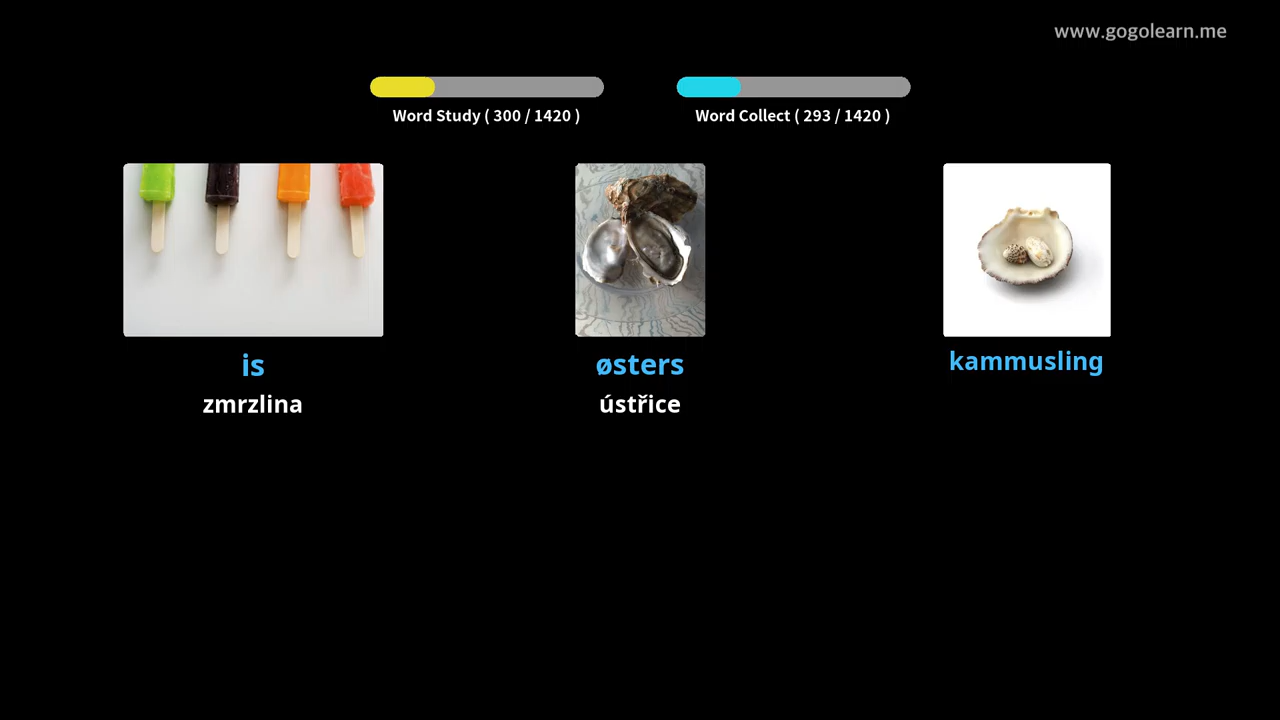 www.gogolearn.me
Word Study ( 300 / 1420 )
Word Collect ( 293 / 1420 )
is
zmrzlina
østers
ústřice
kammusling